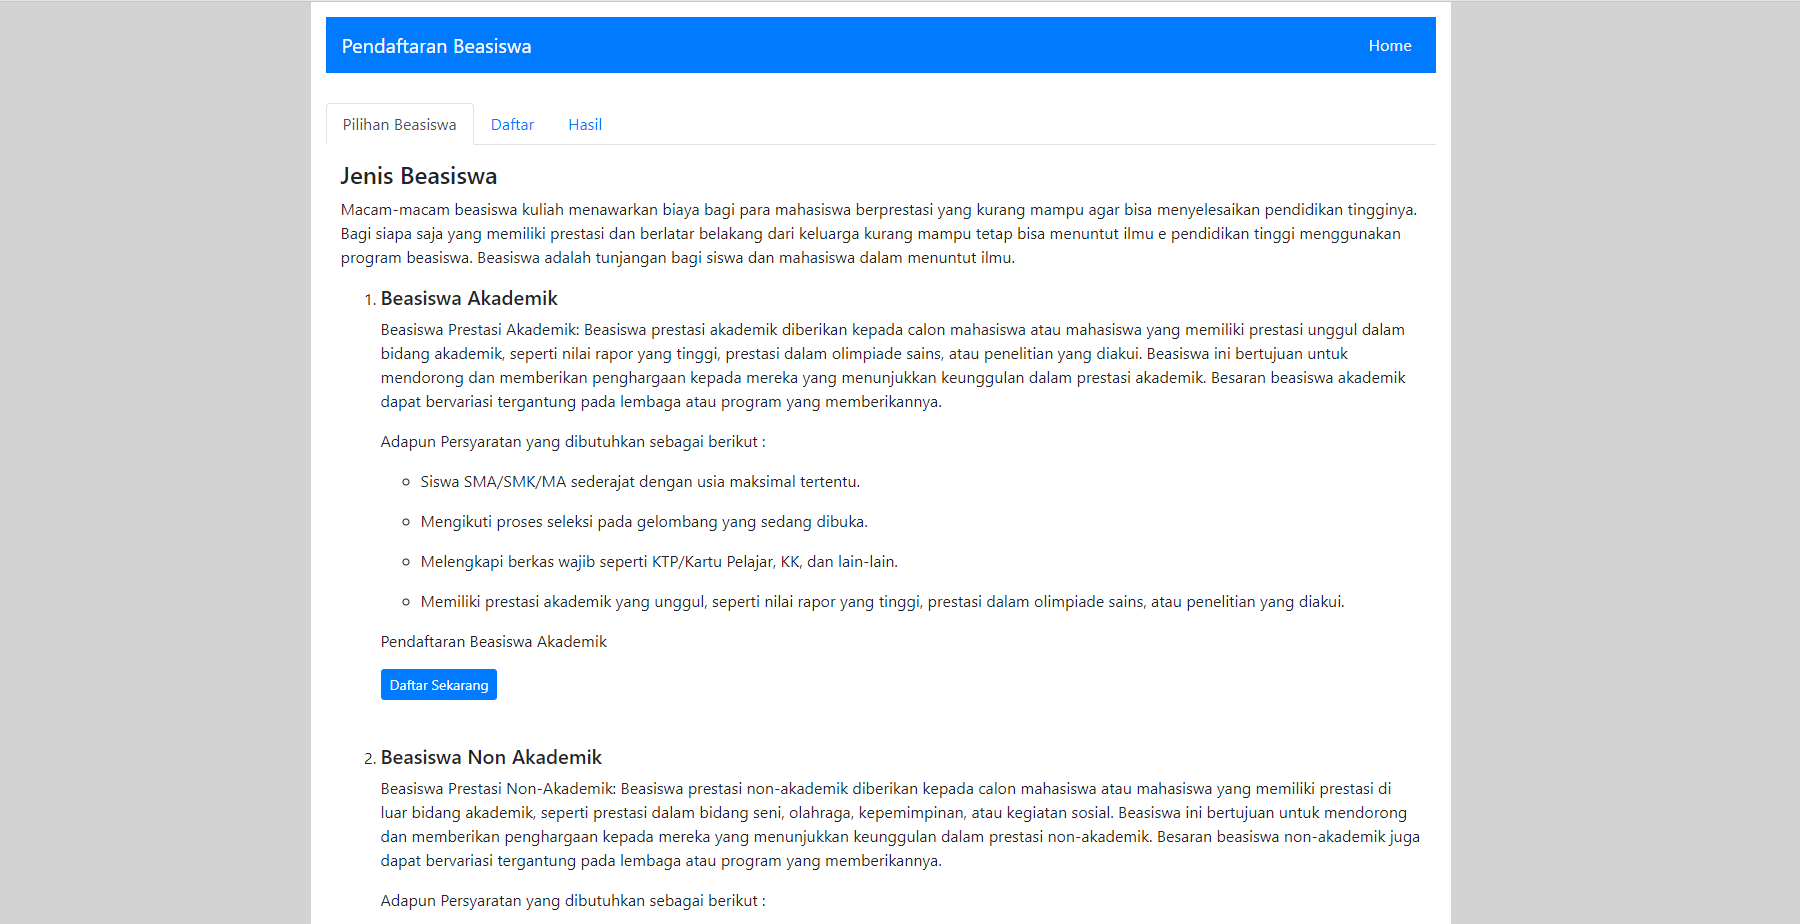 Pendaftaran Beasiswa Home
Pilihan Beasiswa Daftar Hasil
Jenis Beasiswa
Macam-macam beasiswa kuliah menawarkan biaya bagi para mahasiswa berprestasi yang kurang mampu agar bisa menyelesaikan pendidikan tingginya.
Bagi siapa saja yang memiliki prestasi dan berlatar belakang dari keluarga kurang mampu tetap bisa menuntut ilmu e pendidikan tinggi menggunakan
program beasiswa. Beasiswa adalah tunjangan bagi siswa dan mahasiswa dalam menuntut ilmu.
1. Beasiswa Akademik
Beasiswa Prestasi Akademik: Beasiswa prestasi akademik diberikan kepada calon mahasiswa atau mahasiswa yang memiliki prestasi unggul dalam
bidang akademik, seperti nilai rapor yang tinggi, prestasi dalam olimpiade sains, atau penelitian yang diakui. Beasiswa ini bertujuan untuk
mendorong dan memberikan penghargaan kepada mereka yang menunjukkan keunggulan dalam prestasi akademik. Besaran beasiswa akademik
dapat bervariasi tergantung pada lembaga atau program yang memberikannya.
Adapun Persyaratan yang dibutuhkan sebagai berikut :
Siswa SMA/SMK/MA sederajat dengan usia maksimal tertentu.
Mengikuti proses seleksi pada gelombang yang sedang dibuka.
Melengkapi berkas wajib seperti KTP/Kartu Pelajar, KK, dan lain-lain.
Memiliki prestasi akademik yang unggul, seperti nilai rapor yang tinggi, prestasi dalam olimpiade sains, atau penelitian yang diakui.
Pendaftaran Beasiswa Akademik
Daftar Sekarang
2. Beasiswa Non Akademik
Beasiswa Prestasi Non-Akademik: Beasiswa prestasi non-akademik diberikan kepada calon mahasiswa atau mahasiswa yang memiliki prestasi di
luar bidang akademik, seperti prestasi dalam bidang seni, olahraga, kepemimpinan, atau kegiatan sosial. Beasiswa ini bertujuan untuk mendorong
dan memberikan penghargaan kepada mereka yang menunjukkan keunggulan dalam prestasi non-akademik. Besaran beasiswa non-akademik juga
dapat bervariasi tergantung pada lembaga atau program yang memberikannya.
Adapun Persyaratan yang dibutuhkan sebagai berikut :